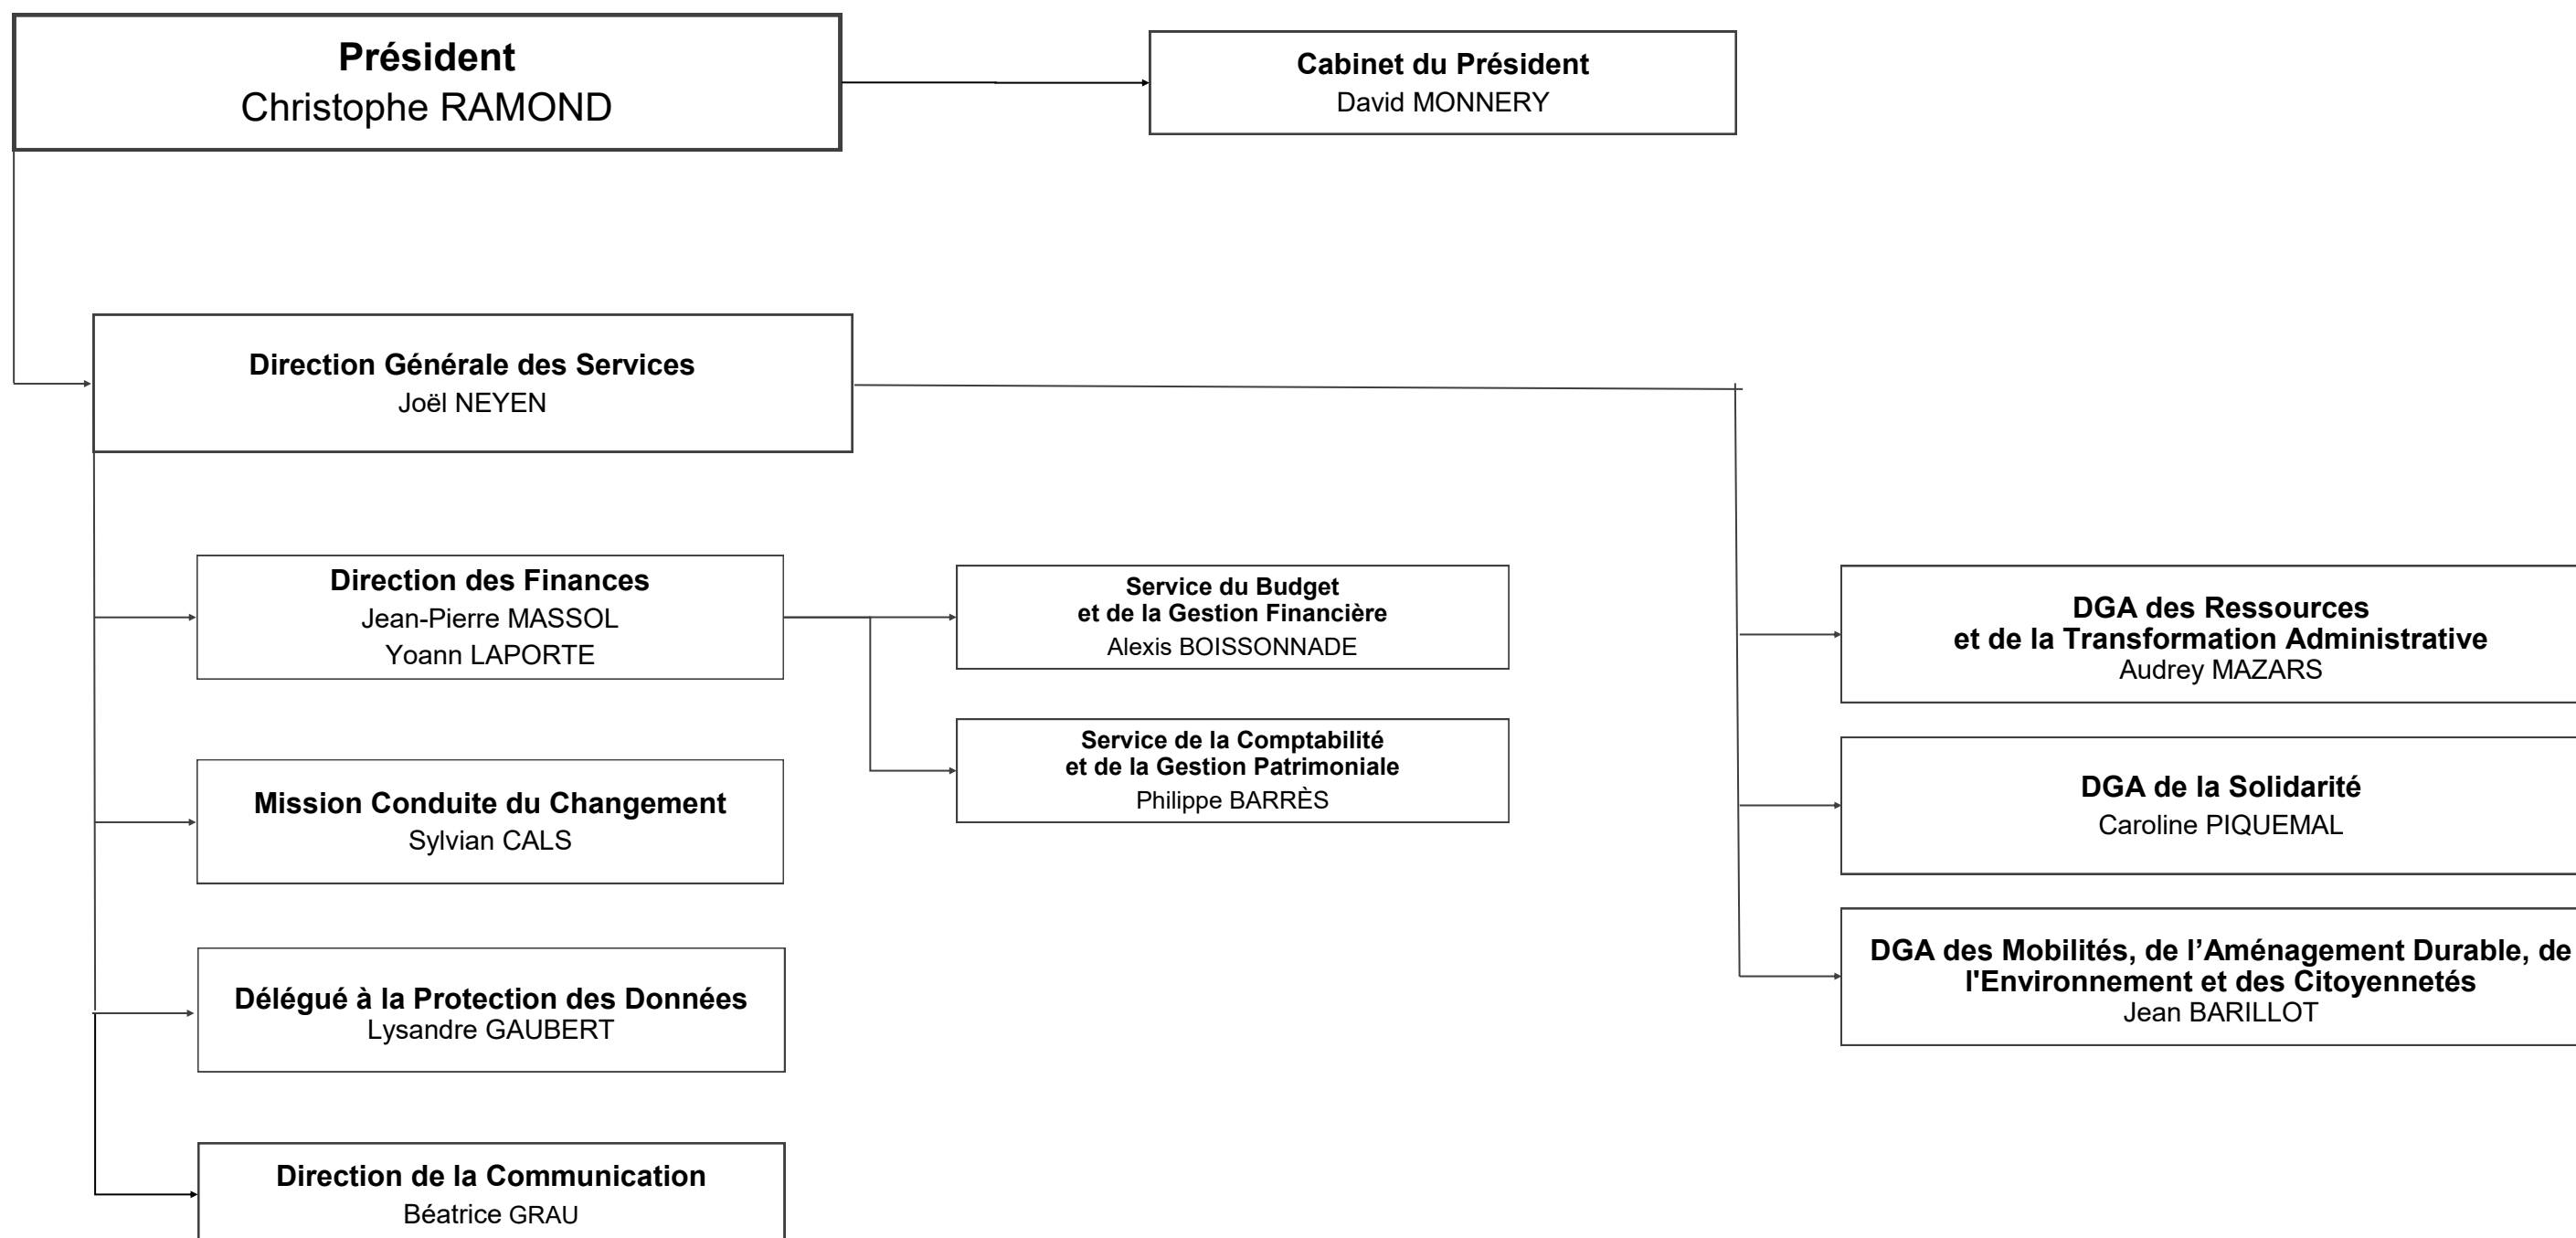 Président
Christophe RAMOND
Cabinet du Président
David MONNERY
Direction Générale des Services
Joël NEYEN
Direction des Finances
Jean-Pierre MASSOL
Yoann LAPORTE
Service du Budget
et de la Gestion Financière
Alexis BOISSONNADE
Service de la Comptabilité
et de la Gestion Patrimoniale
Philippe BARRÈS
Mission Conduite du Changement
Sylvian CALS
Délégué à la Protection des Données
Lysandre GAUBERT
Direction de la Communication
Béatrice GRAU
DGA des Ressources
et de la Transformation Administrative
Audrey MAZARS
DGA de la Solidarité
Caroline PIQUEMAL
DGA des Mobilités, de l’Aménagement Durable, de
l'Environnement et des Citoyennetés
Jean BARILLOT